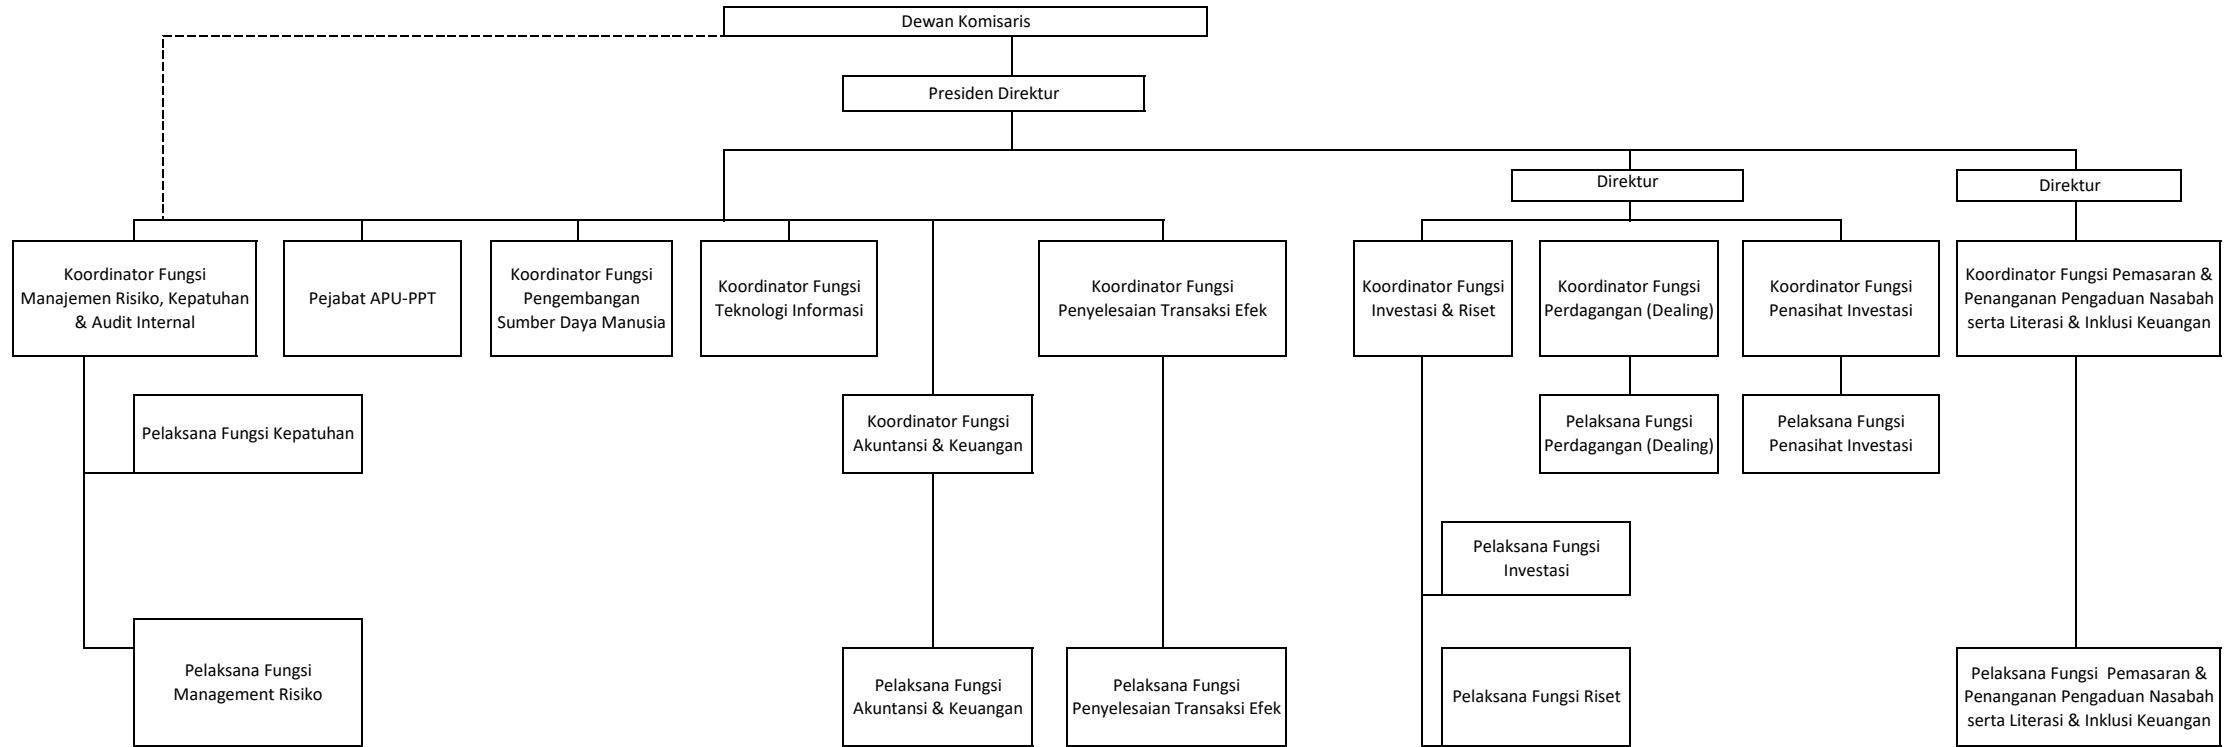 Dewan Komisaris
Presiden Direktur
Direktur
Direktur
Koordinator Fungsi
Manajemen Risiko, Kepatuhan
& Audit Internal
Pejabat APU-PPT
Koordinator Fungsi
Pengembangan
Sumber Daya Manusia
Koordinator Fungsi
Teknologi Informasi
Koordinator Fungsi
Penyelesaian Transaksi Efek
Koordinator Fungsi
Investasi & Riset
Koordinator Fungsi
Perdagangan (Dealing)
Koordinator Fungsi
Penasihat Investasi
Koordinator Fungsi Pemasaran &
Penanganan Pengaduan Nasabah
serta Literasi & Inklusi Keuangan
Pelaksana Fungsi Kepatuhan
Koordinator Fungsi
Akuntansi & Keuangan
Pelaksana Fungsi
Perdagangan (Dealing)
Pelaksana Fungsi
Penasihat Investasi
Pelaksana Fungsi
Investasi
Pelaksana Fungsi
Management Risiko
Pelaksana Fungsi
Akuntansi & Keuangan
Pelaksana Fungsi
Penyelesaian Transaksi Efek
Pelaksana Fungsi Riset
Pelaksana Fungsi  Pemasaran &
Penanganan Pengaduan Nasabah
serta Literasi & Inklusi Keuangan